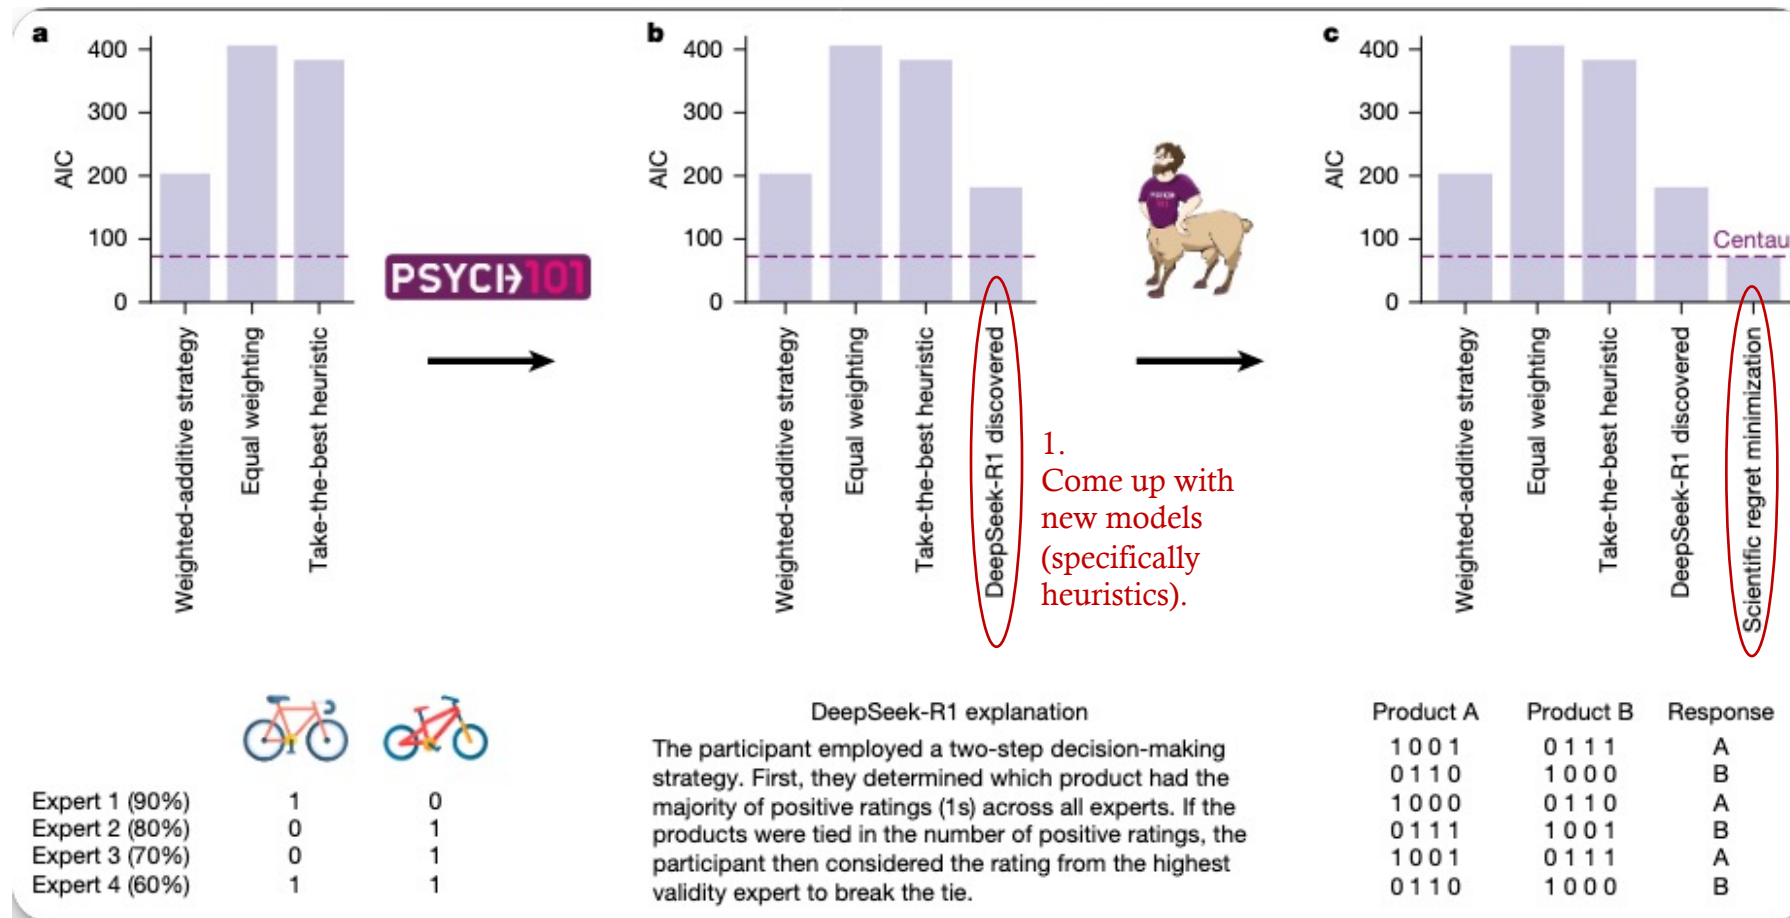 a
400
300
200
100
0
AIC
Weighted-additive strategy
Equal weighting
Take-the-best heuristic
PSYCH101
Expert 1 (90%) 1 0
Expert 2 (80%) 0 1
Expert 3 (70%) 0 1
Expert 4 (60%) 1 1
b
400
300
200
100
0
AIC
Weighted-additive strategy
Equal weighting
Take-the-best heuristic
DeepSeek-R1 discovered
1.
Come up with
new models
(specifically
heuristics).
DeepSeek-R1 explanation
The participant employed a two-step decision-making
strategy. First, they determined which product had the
majority of positive ratings (1s) across all experts. If the
products were tied in the number of positive ratings, the
participant then considered the rating from the highest
validity expert to break the tie.
c
400
300
200
100
0
AIC
Centau
Weighted-additive strategy
Equal weighting
Take-the-best heuristic
DeepSeek-R1 discovered
Scientific regret minimization
Product A Product B Response
1 0 0 1 0 1 1 1 A
0 1 1 0 1 0 0 0 B
1 0 0 0 0 1 1 0 A
0 1 1 1 1 0 0 1 B
1 0 0 1 0 1 1 1 A
0 1 1 0 1 0 0 0 B